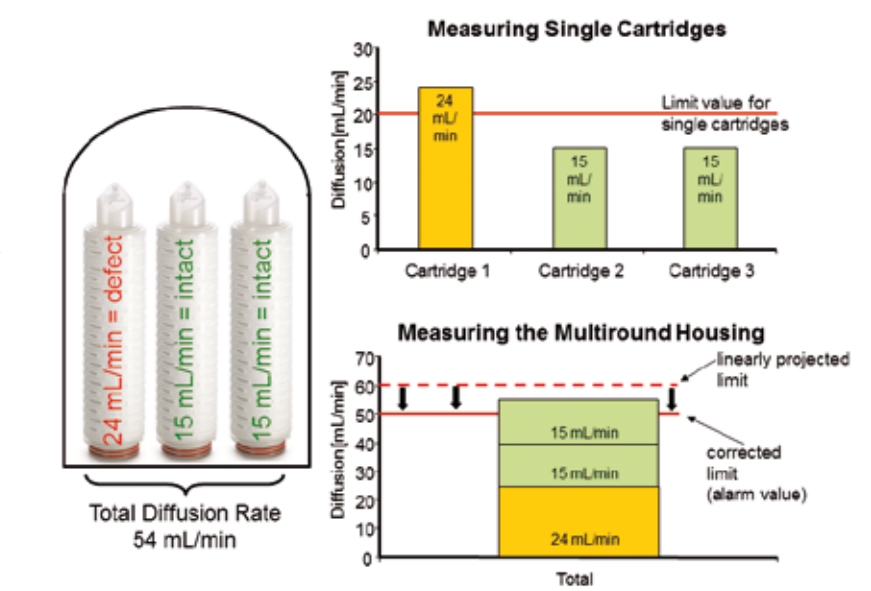 24 mL/min = defect
15 mL/min = intact
15 mL/min = intact
Total Diffusion Rate
54 mL/min
Measuring Single Cartridges
Diffusion[mL/min]
30
25
20
15
10
5
0
24
mL/
min
15
mL/
min
15
mL/
min
Limit value for
single cartridges
Cartridge 1
Cartridge 2
Cartridge 3
Measuring the Multiround Housing
Diffusion[mL/min]
70
60
50
40
30
20
10
0
15 mL/min
15 mL/min
24 mL/min
linearly projected
limit
corrected
limit
(alarm value)
Total